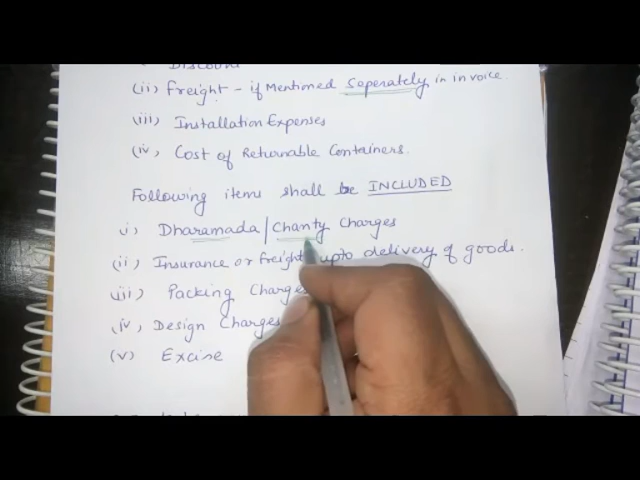 Discount
(ii) Freight - if Mentioned Seperately in invoice.
(iii) Installation Expenses
(iv) Cost of Returnable Containers.
Following items shall be INCLUDED
i) Dharamada / Charity Charges
(ii) Insurance or freight upto delivery of goods.
(iii) Packing Charges
(iv) Design Charges
(v) Excise